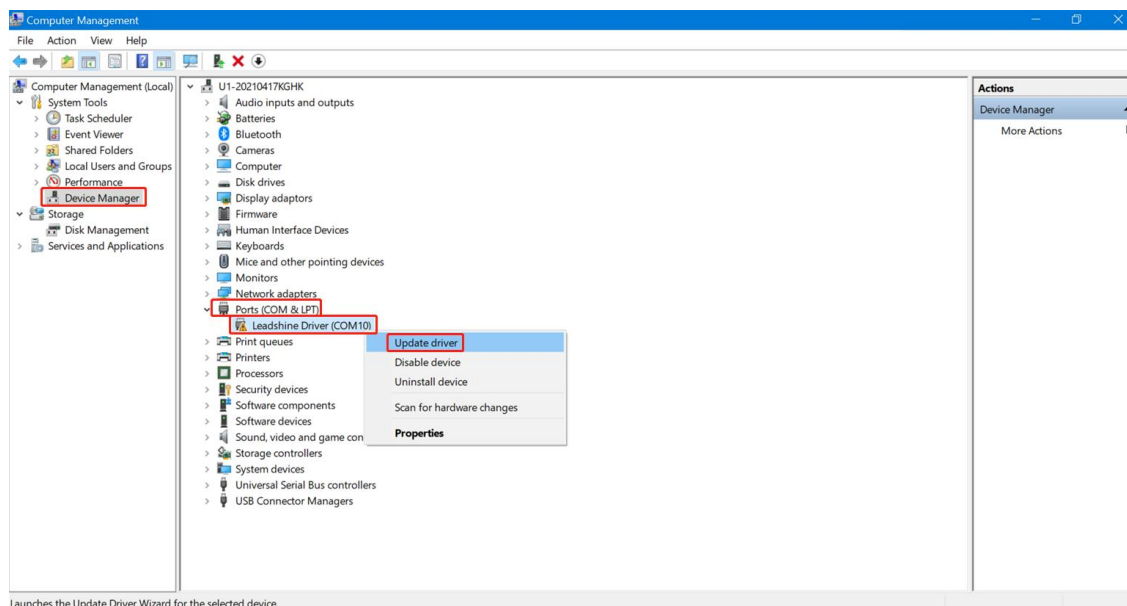 Computer Management
File Action View Help
Computer Management (Local)
System Tools
Task Scheduler
Event Viewer
Shared Folders
Local Users and Groups
Performance
Device Manager
Storage
Disk Management
Services and Applications
U1-20210417KGHK
Audio inputs and outputs
Batteries
Bluetooth
Cameras
Computer
Disk drives
Display adaptors
Firmware
Human Interface Devices
Keyboards
Mice and other pointing devices
Monitors
Network adapters
Ports (COM & LPT)
Leadshine Driver (COM10)
Print queues
Printers
Processors
Security devices
Software components
Software devices
Sound, video and game con
Storage controllers
System devices
Universal Serial Bus controllers
USB Connector Managers
Update driver
Disable device
Uninstall device
Scan for hardware changes
Properties
Actions
Device Manager
More Actions
Launches the Update Driver Wizard for the selected device.